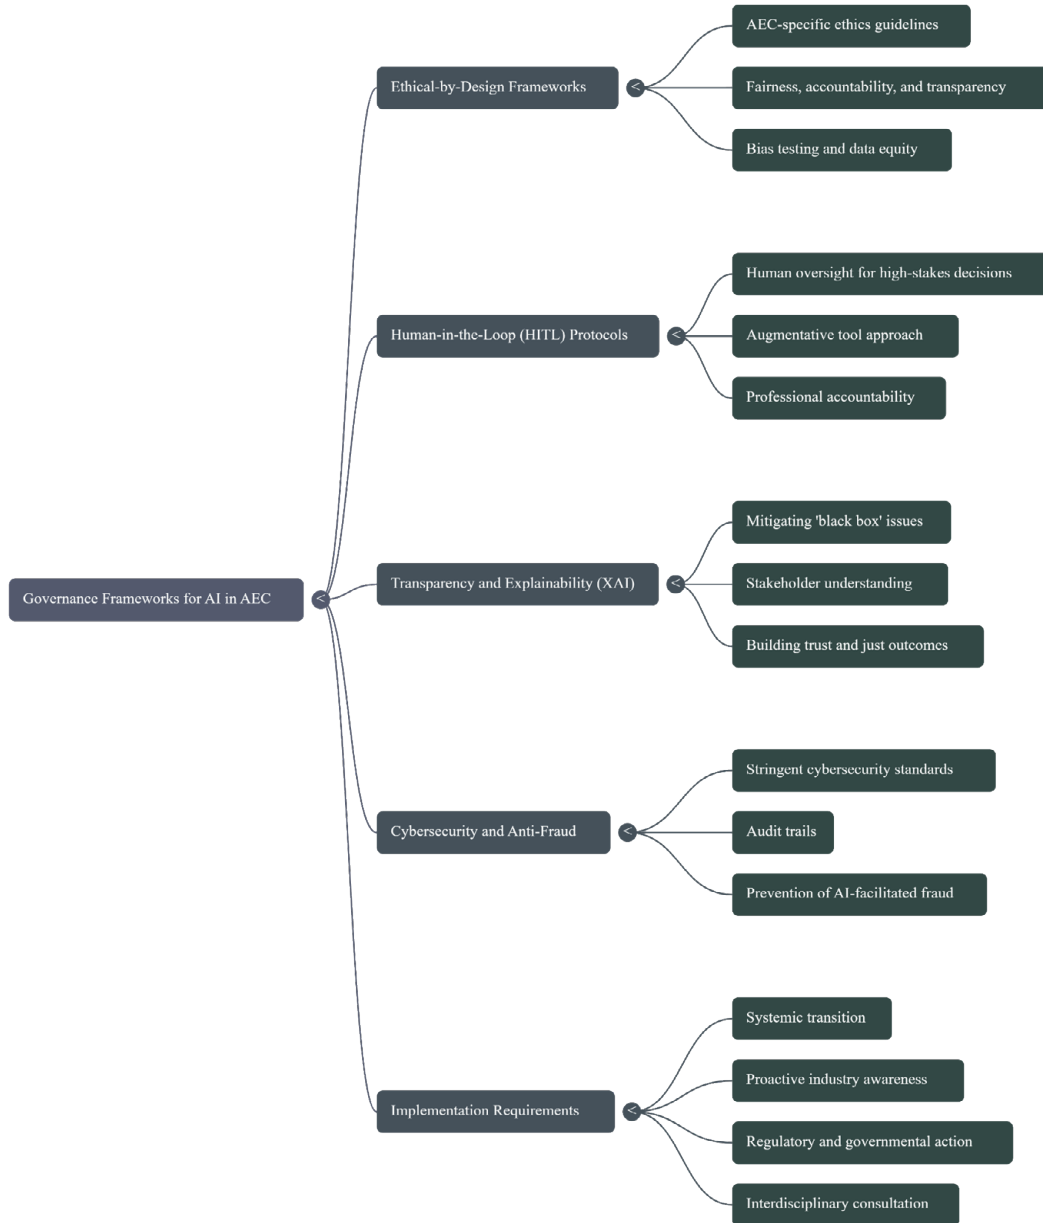 Governance Frameworks for AI in AEC
Ethical-by-Design Frameworks
AEC-specific ethics guidelines
Fairness, accountability, and transparency
Bias testing and data equity
Human-in-the-Loop (HITL) Protocols
Human oversight for high-stakes decisions
Augmentative tool approach
Professional accountability
Transparency and Explainability (XAI)
Mitigating 'black box' issues
Stakeholder understanding
Building trust and just outcomes
Cybersecurity and Anti-Fraud
Stringent cybersecurity standards
Audit trails
Prevention of AI-facilitated fraud
Implementation Requirements
Systemic transition
Proactive industry awareness
Regulatory and governmental action
Interdisciplinary consultation